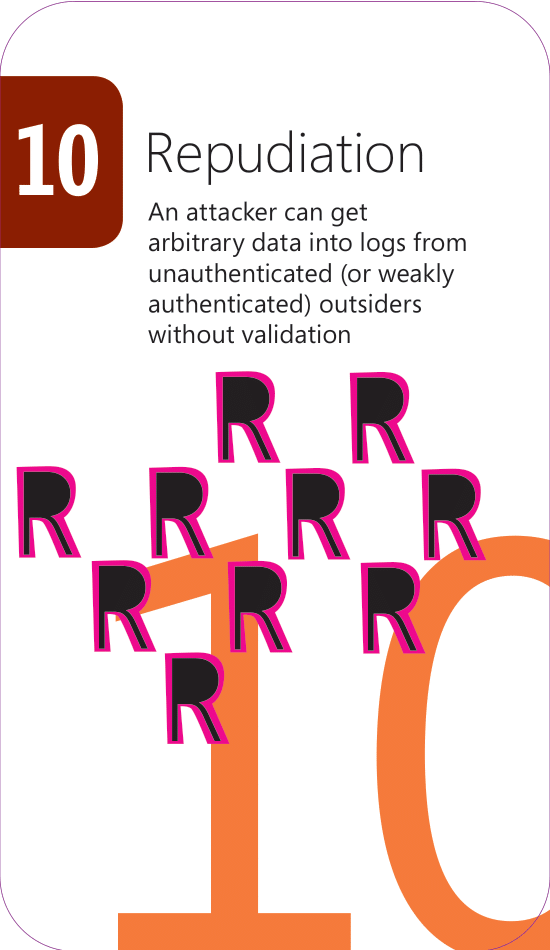 10
Repudiation
An attacker can get
arbitrary data into logs from
unauthenticated (or weakly
authenticated) outsiders
without validation
R R
R R R R
R R R
R
10